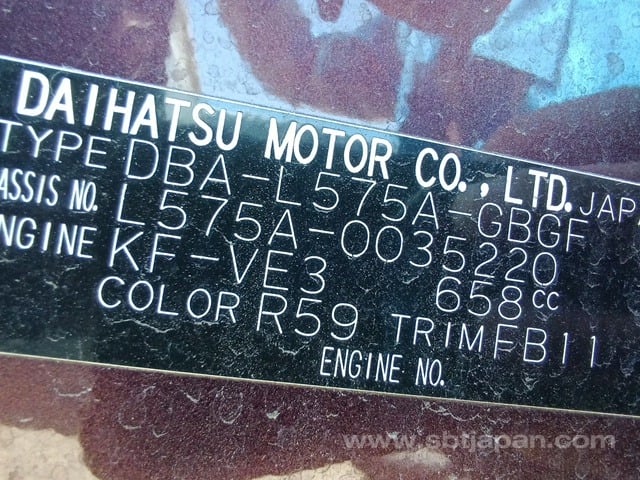 DAIHATSU MOTOR CO., LTD. JAPA
TYPE DBA-L575A-GBGF
ASSIS NO. L575A-0035220
NGINE KF-VE3 658cc
COLOR R59 TRIM FB11
ENGINE NO.
www.sbtjapan.com